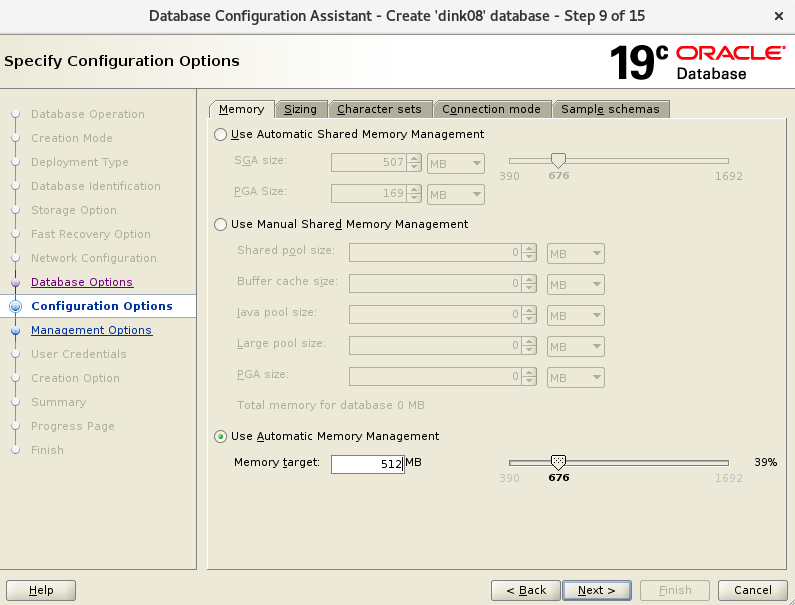 Database Configuration Assistant - Create 'dink08' database - Step 9 of 15
Specify Configuration Options
19c ORACLE
Database
Database Operation
Creation Mode
Deployment Type
Database Identification
Storage Option
Fast Recovery Option
Network Configuration
Database Options
Configuration Options
Management Options
User Credentials
Creation Option
Summary
Progress Page
Finish
Memory Sizing Character sets Connection mode Sample schemas
Use Automatic Shared Memory Management
SGA size: 507 MB
390 676 1692
PGA Size: 169 MB
Use Manual Shared Memory Management
Shared pool size: 0 MB
Buffer cache size: 0 MB
Java pool size: 0 MB
Large pool size: 0 MB
PGA size: 0 MB
Total memory for database 0 MB
Use Automatic Memory Management
Memory target: 512 MB 39%
390 676 1692
Help < Back Next > Finish Cancel